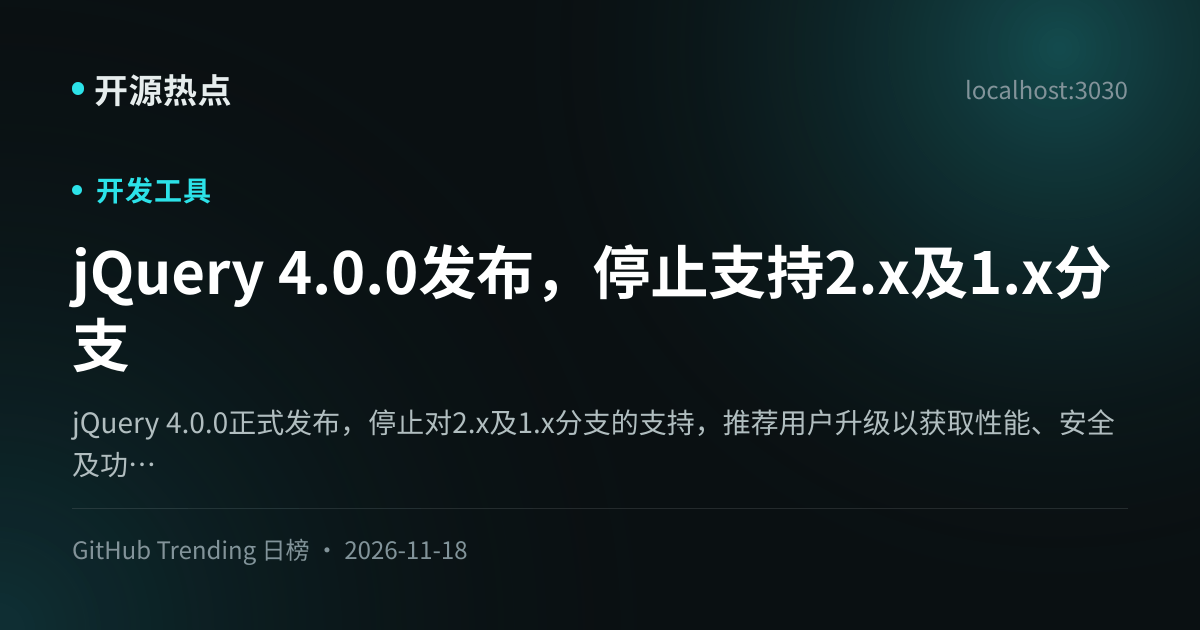 开源热点
localhost:3030
开发工具
jQuery 4.0.0发布，停止支持2.x及1.x分
支
jQuery 4.0.0正式发布，停止对2.x及1.x分支的支持，推荐用户升级以获取性能、安全
及功…
GitHub Trending 日榜 · 2026-11-18